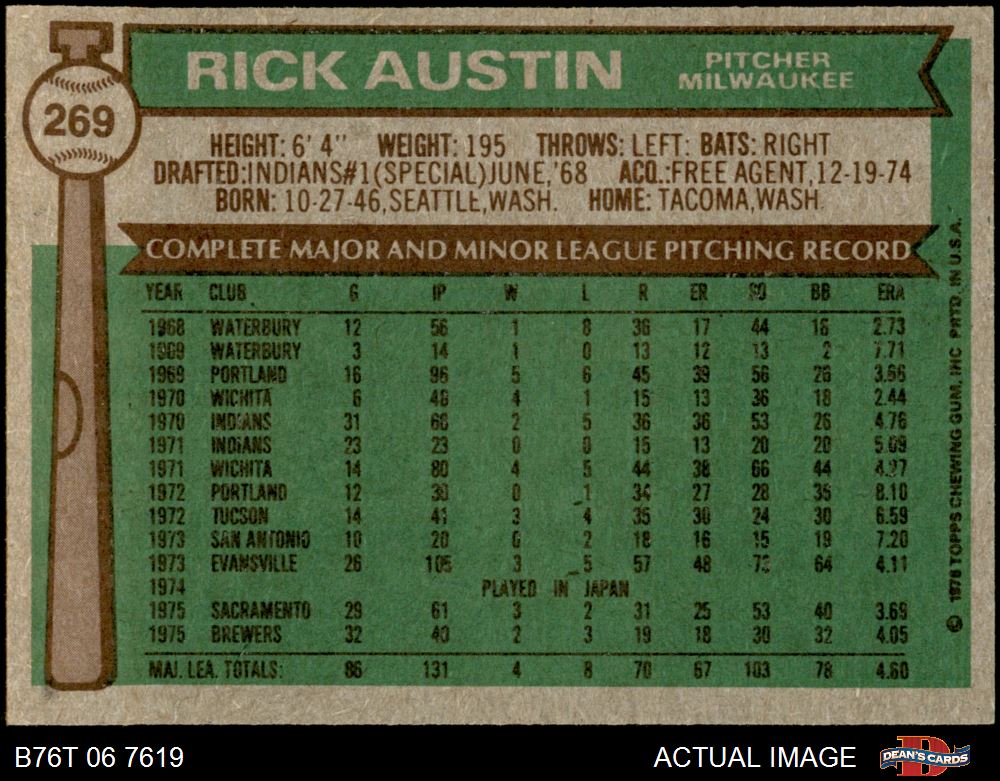 RICK AUSTIN
PITCHER
MILWAUKEE
269
HEIGHT: 6' 4" WEIGHT: 195 THROWS: LEFT: BATS: RIGHT
DRAFTED: INDIANS#1(SPECIAL)JUNE,'68 ACQ.: FREE AGENT, 12-19-74
BORN: 10-27-46, SEATTLE, WASH. HOME: TACOMA, WASH.
COMPLETE MAJOR AND MINOR LEAGUE PITCHING RECORD
YEAR CLUB G IP W L R ER SO BB ERA
1968 WATERBURY 12 56 1 8 36 17 44 16 2.73
1969 WATERBURY 3 14 1 0 13 12 13 2 7.71
1969 PORTLAND 16 96 5 6 45 39 56 26 3.66
1970 WICHITA 6 48 4 1 15 13 36 18 2.44
1970 INDIANS 31 68 2 5 36 36 53 26 4.76
1971 INDIANS 23 23 0 0 15 13 20 20 5.09
1971 WICHITA 14 80 4 5 44 38 66 44 4.27
1972 PORTLAND 12 30 0 1 34 27 28 35 8.10
1972 TUCSON 14 41 3 4 35 30 24 30 6.59
1973 SAN ANTONIO 10 20 0 2 18 16 15 19 7.20
1973 EVANSVILLE 26 105 3 5 57 48 64 4.11
1974 PLAYED IN JAPAN
1975 SACRAMENTO 29 61 3 2 31 25 53 40 3.69
1975 BREWERS 32 40 2 3 19 18 30 32 4.05
MAJ. LEA. TOTALS: 86 131 4 8 70 67 103 78 4.60
© 1976 TOPPS CHEWING GUM, INC. PRTD. IN U.S.A.
B76T 06 7619
ACTUAL IMAGE
DEAN'S CARDS